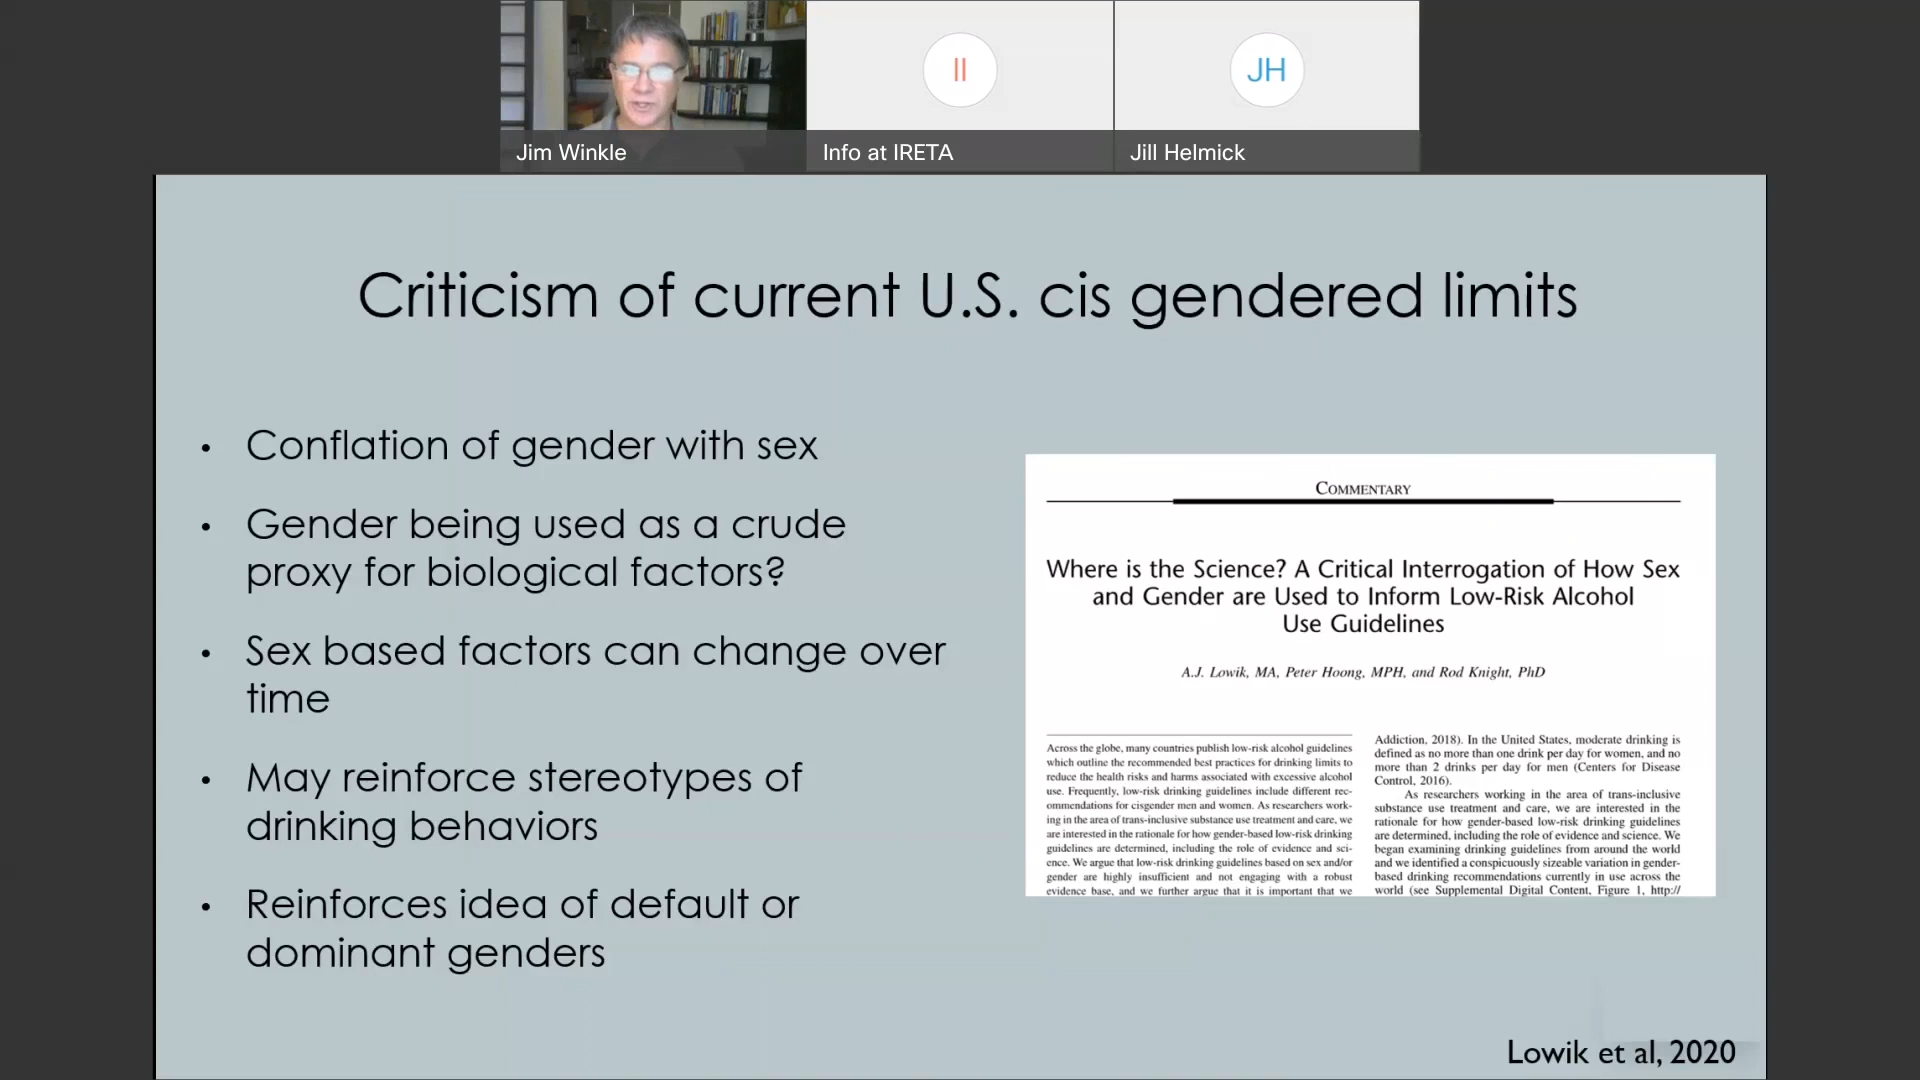 II
JH
Jim Winkle
Info at IRETA
Jill Helmick
Criticism of current U.S. cis gendered limits
• Conflation of gender with sex
• Gender being used as a crude
proxy for biological factors?
• Sex based factors can change over
time
• May reinforce stereotypes of
drinking behaviors
• Reinforces idea of default or
dominant genders
COMMENTARY
Where is the Science? A Critical Interrogation of How Sex
and Gender are Used to Inform Low-Risk Alcohol
Use Guidelines
A.J. Lowik, MA, Peter Hoong, MPH, and Rod Knight, PhD
Across the globe, many countries publish low-risk alcohol guidelines
which outline the recommended best practices for drinking limits to
reduce the health risks and harms associated with excessive alcohol
use. Frequently, low-risk drinking guidelines include different rec-
ommendations for cisgender men and women. As researchers work-
ing in the area of trans-inclusive substance use treatment and care, we
are interested in the rationale for how gender-based low-risk drinking
guidelines are determined, including the role of evidence and sci-
ence. We argue that low-risk drinking guidelines based on sex and/or
gender are highly insufficient and not engaging with a robust
evidence base, and we further argue that it is important that we
Addiction, 2018). In the United States, moderate drinking is
defined as no more than one drink per day for women, and no
more than 2 drinks per day for men (Centers for Disease
Control, 2016).
As researchers working in the area of trans-inclusive
substance use treatment and care, we are interested in the
rationale for how gender-based low-risk drinking guidelines
are determined, including the role of evidence and science. We
began examining drinking guidelines from around the world
and we identified a conspicuously sizeable variation in gender-
based drinking recommendations currently in use across the
world (see Supplemental Digital Content, Figure 1, http://
Lowik et al, 2020